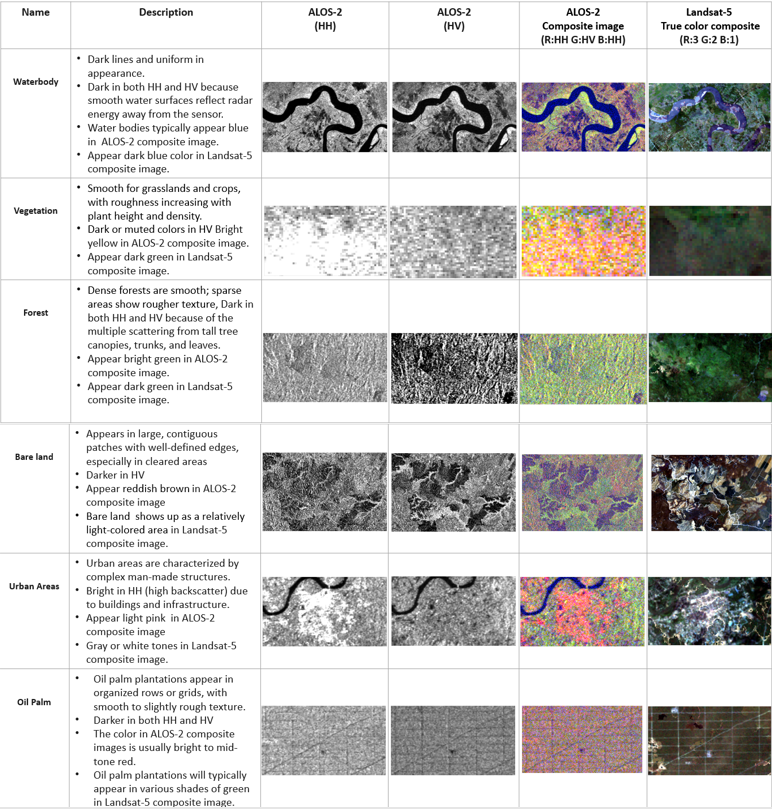 Name
Description
ALOS-2
(HH)
ALOS-2
(HV)
ALOS-2
Composite image
(R:HH G:HV B:HH)
Landsat-5
True color composite
(R:3 G:2 B:1)
Waterbody
• Dark lines and uniform in
appearance.
• Dark in both HH and HV because
smooth water surfaces reflect radar
energy away from the sensor.
• Water bodies typically appear blue
in ALOS-2 composite image.
• Appear dark blue color in Landsat-5
composite image.
Vegetation
• Smooth for grasslands and crops,
with roughness increasing with
plant height and density.
• Dark or muted colors in HV Bright
yellow in ALOS-2 composite image.
• Appear dark green in Landsat-5
composite image.
Forest
• Dense forests are smooth; sparse
areas show rougher texture, Dark in
both HH and HV because of the
multiple scattering from tall tree
canopies, trunks, and leaves.
• Appear bright green in ALOS-2
composite image.
• Appear dark green in Landsat-5
composite image.
Bare land
• Appears in large, contiguous
patches with well-defined edges,
especially in cleared areas
• Darker in HV
• Appear reddish brown in ALOS-2
composite image
• Bare land shows up as a relatively
light-colored area in Landsat-5
composite image.
Urban Areas
• Urban areas are characterized by
complex man-made structures.
• Bright in HH (high backscatter) due
to buildings and infrastructure.
• Appear light pink in ALOS-2
composite image
• Gray or white tones in Landsat-5
composite image.
Oil Palm
• Oil palm plantations appear in
organized rows or grids, with
smooth to slightly rough texture.
• Darker in both HH and HV
• The color in ALOS-2 composite
images is usually bright to mid-
tone red.
• Oil palm plantations will typically
appear in various shades of green
in Landsat-5 composite image.